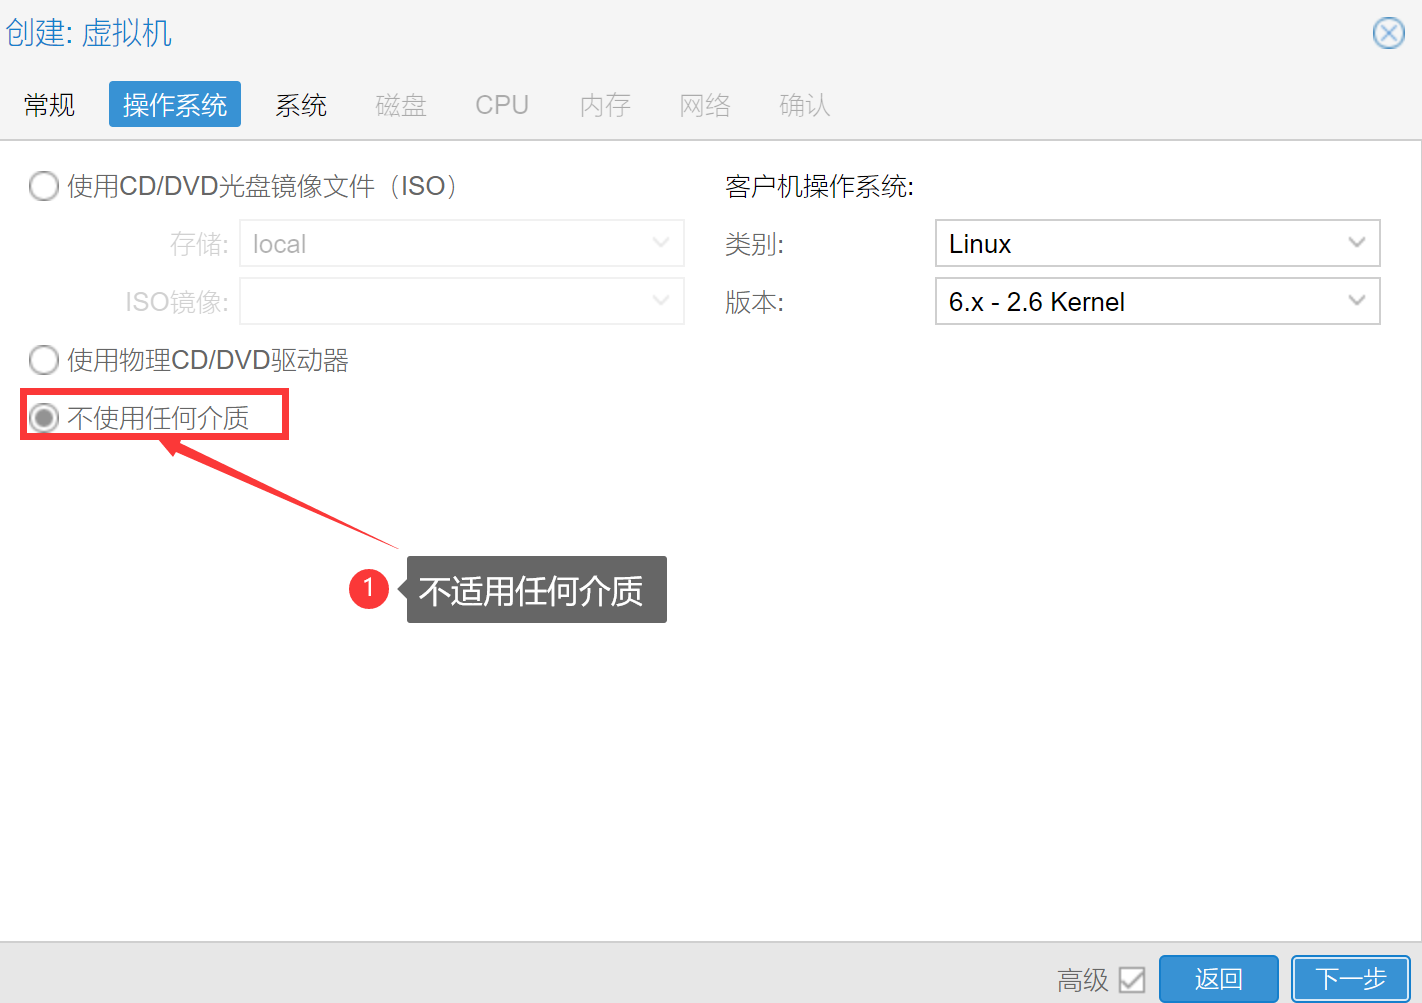 创建: 虚拟机
常规 操作系统 系统 磁盘 CPU 内存 网络 确认
使用CD/DVD光盘镜像文件（ISO）
存储: local
ISO镜像:
使用物理CD/DVD驱动器
不使用任何介质
客户机操作系统:
类别: Linux
版本: 6.x - 2.6 Kernel
1 不适用任何介质
高级 返回 下一步